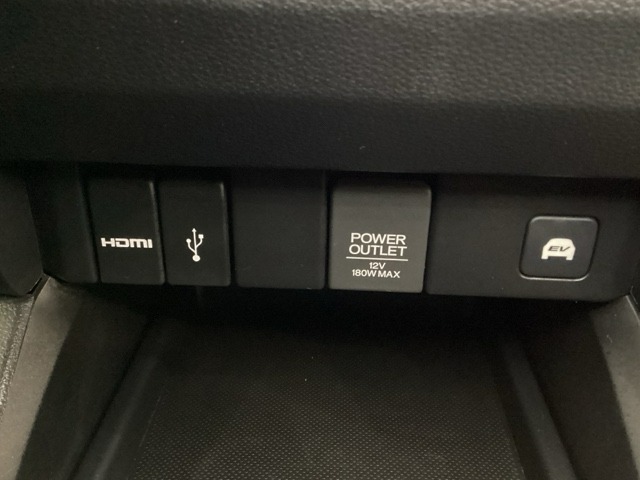 HDMI
POWER
OUTLET
12V
180W MAX
EV